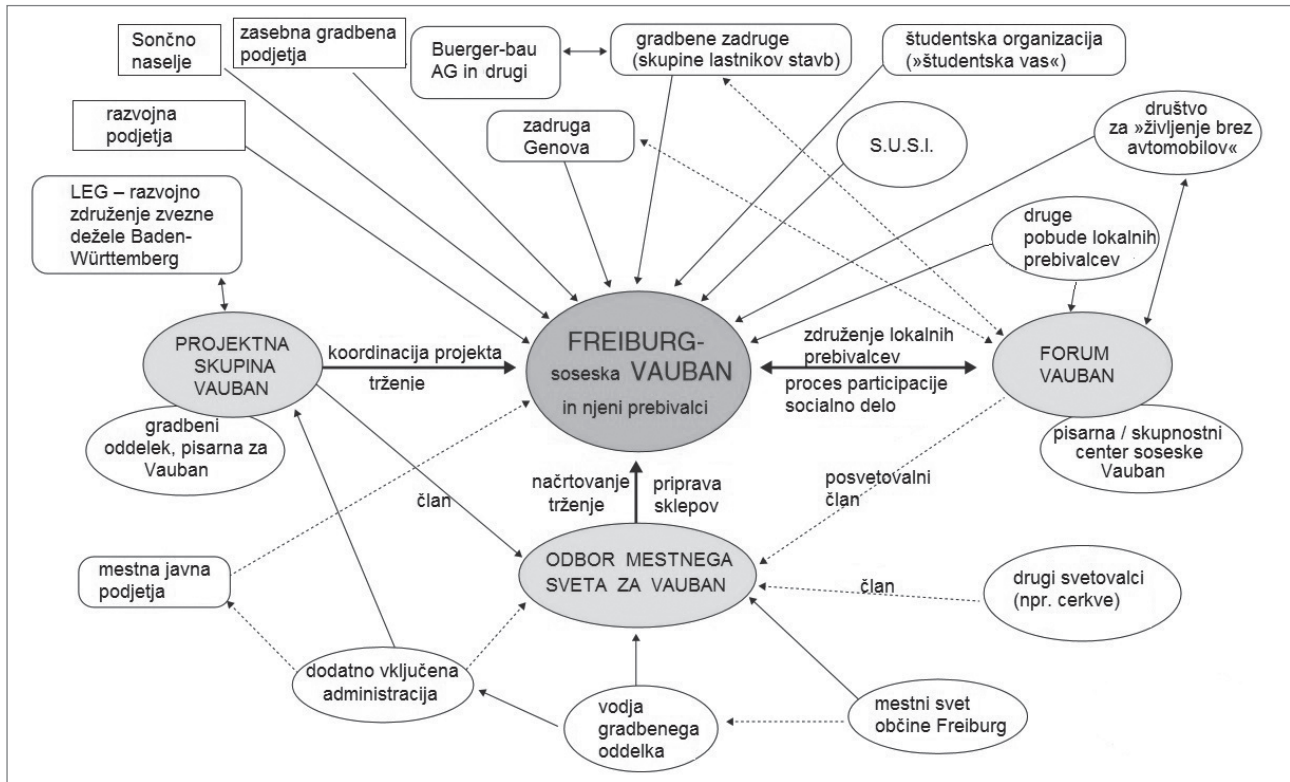 Sončno
naselje
zasebna gradbena
podjetja
Buerger-bau
AG in drugi
gradbene zadruge
(skupine lastnikov stavb)
študentska organizacija
(»študentska vas«)
razvojna
podjetja
zadruga
Genova
S.U.S.I.
društvo
za »življenje brez
avtomobilov«
LEG – razvojno
združenje zvezne
dežele Baden-
Württemberg
druge
pobude lokalnih
prebivalcev
PROJEKTNA
SKUPINA
VAUBAN
koordinacija projekta
trženje
FREIBURG-
soseska VAUBAN
in njeni prebivalci
združenje lokalnih
prebivalcev
proces participacije
socialno delo
FORUM
VAUBAN
gradbeni
oddelek, pisarna za
Vauban
pisarna / skupnostni
center soseske
Vauban
član
načrtovanje
trženje
priprava
sklepov
posvetovalni
član
mestna javna
podjetja
ODBOR MESTNEGA
SVETA ZA VAUBAN
član
drugi svetovalci
(npr. cerkve)
dodatno vključena
administracija
vodja
gradbenega
oddelka
mestni svet
občine Freiburg